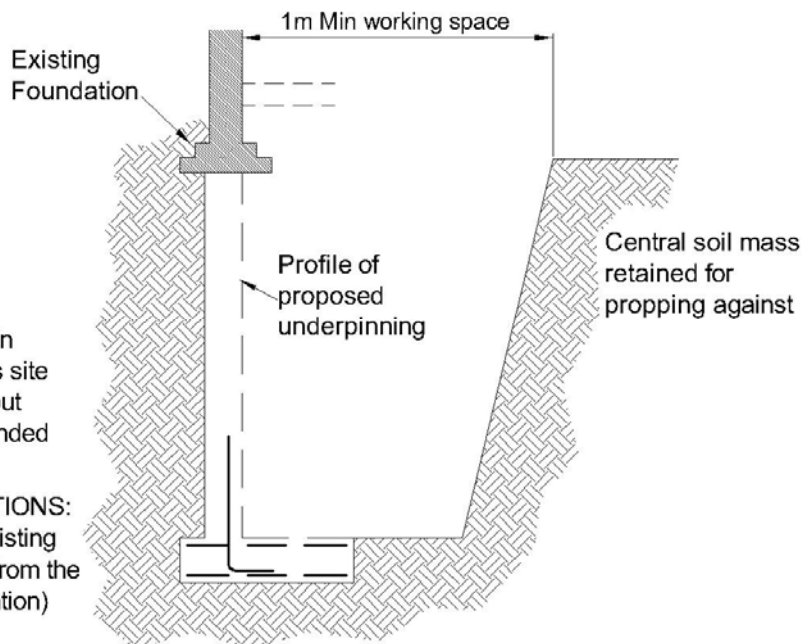 1m Min working space
Existing
Foundation
Central soil mass
retained for
propping against
Profile of
proposed
underpinning
site
nded
TIONS:
isting
rom the
tion)